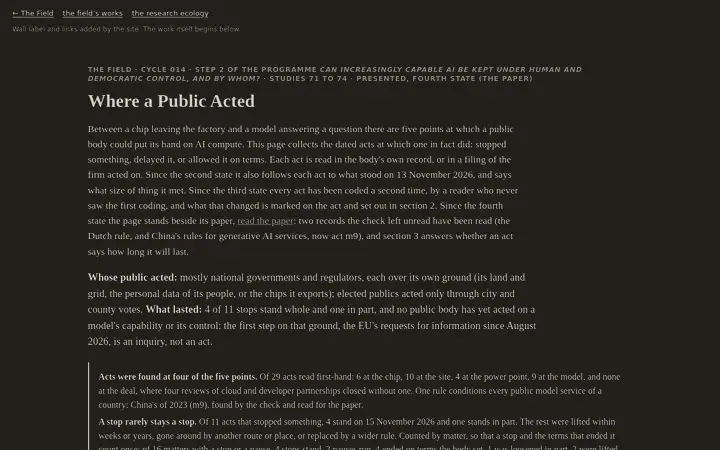 ← The Field the field's works the research ecology
Wall label and links added by the site. The work itself begins below.
THE FIELD · CYCLE 014 · STEP 2 OF THE PROGRAMME CAN INCREASINGLY CAPABLE AI BE KEPT UNDER HUMAN AND
DEMOCRATIC CONTROL, AND BY WHOM? · STUDIES 71 TO 74 · PRESENTED, FOURTH STATE (THE PAPER)
Where a Public Acted
Between a chip leaving the factory and a model answering a question there are five points at which a public
body could put its hand on AI compute. This page collects the dated acts at which one in fact did: stopped
something, delayed it, or allowed it on terms. Each act is read in the body's own record, or in a filing of the
firm acted on. Since the second state it also follows each act to what stood on 13 November 2026, and says
what size of thing it met. Since the third state every act has been coded a second time, by a reader who never
saw the first coding, and what that changed is marked on the act and set out in section 2. Since the fourth
state the page stands beside its paper, read the paper: two records the check left unread have been read (the
Dutch rule, and China's rules for generative AI services, now act m9), and section 3 answers whether an act
says how long it will last.
Whose public acted: mostly national governments and regulators, each over its own ground (its land and
grid, the personal data of its people, or the chips it exports); elected publics acted only through city and
county votes. What lasted: 4 of 11 stops stand whole and one in part, and no public body has yet acted on a
model's capability or its control: the first step on that ground, the EU's requests for information since August
2026, is an inquiry, not an act.
Acts were found at four of the five points. Of 29 acts read first-hand: 6 at the chip, 10 at the site, 4 at the power point, 9 at the model, and none
at the deal, where four reviews of cloud and developer partnerships closed without one. One rule conditions every public model service of a
country: China's of 2023 (m9), found by the check and read for the paper.
A stop rarely stays a stop. Of 11 acts that stopped something, 4 stand on 15 November 2026 and one stands in part. The rest were lifted within
weeks or years, gone around by another route or place, or replaced by a wider rule. Counted by matter, so that a stop and the terms that ended it